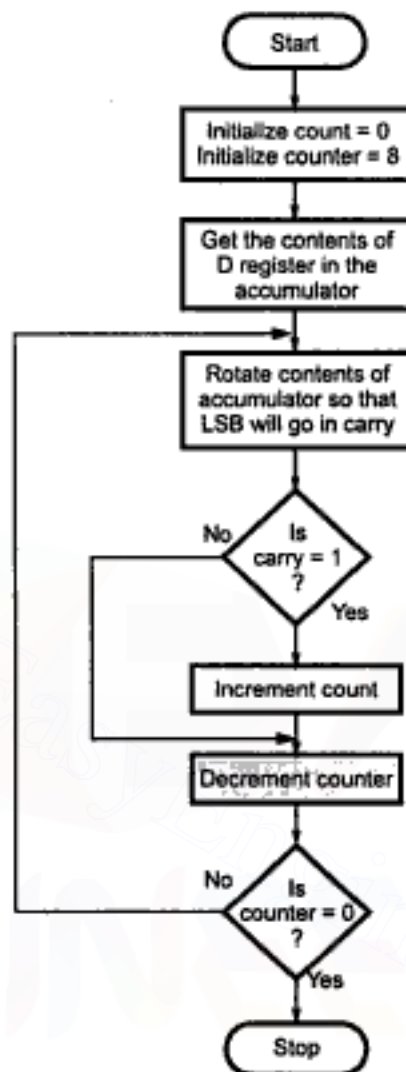 Start
Initialize count = 0
Initialize counter = 8
Get the contents of
D register in the
accumulator
Rotate contents of
accumulator so that
LSB will go in carry
No
Is
carry = 1
?
Yes
Increment count
Decrement counter
No
Is
counter = 0
?
Yes
Stop